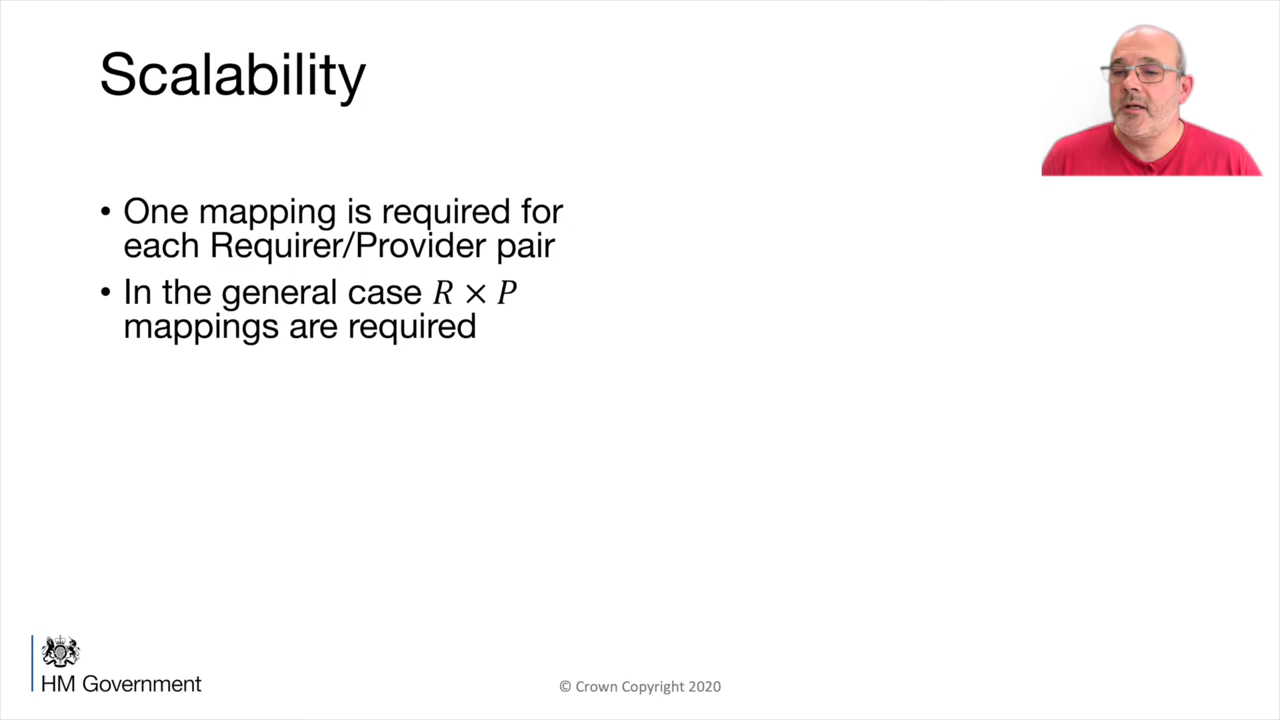 Scalability
• One mapping is required for
each Requirer/Provider pair
• In the general case R × P
mappings are required
HM Government
© Crown Copyright 2020